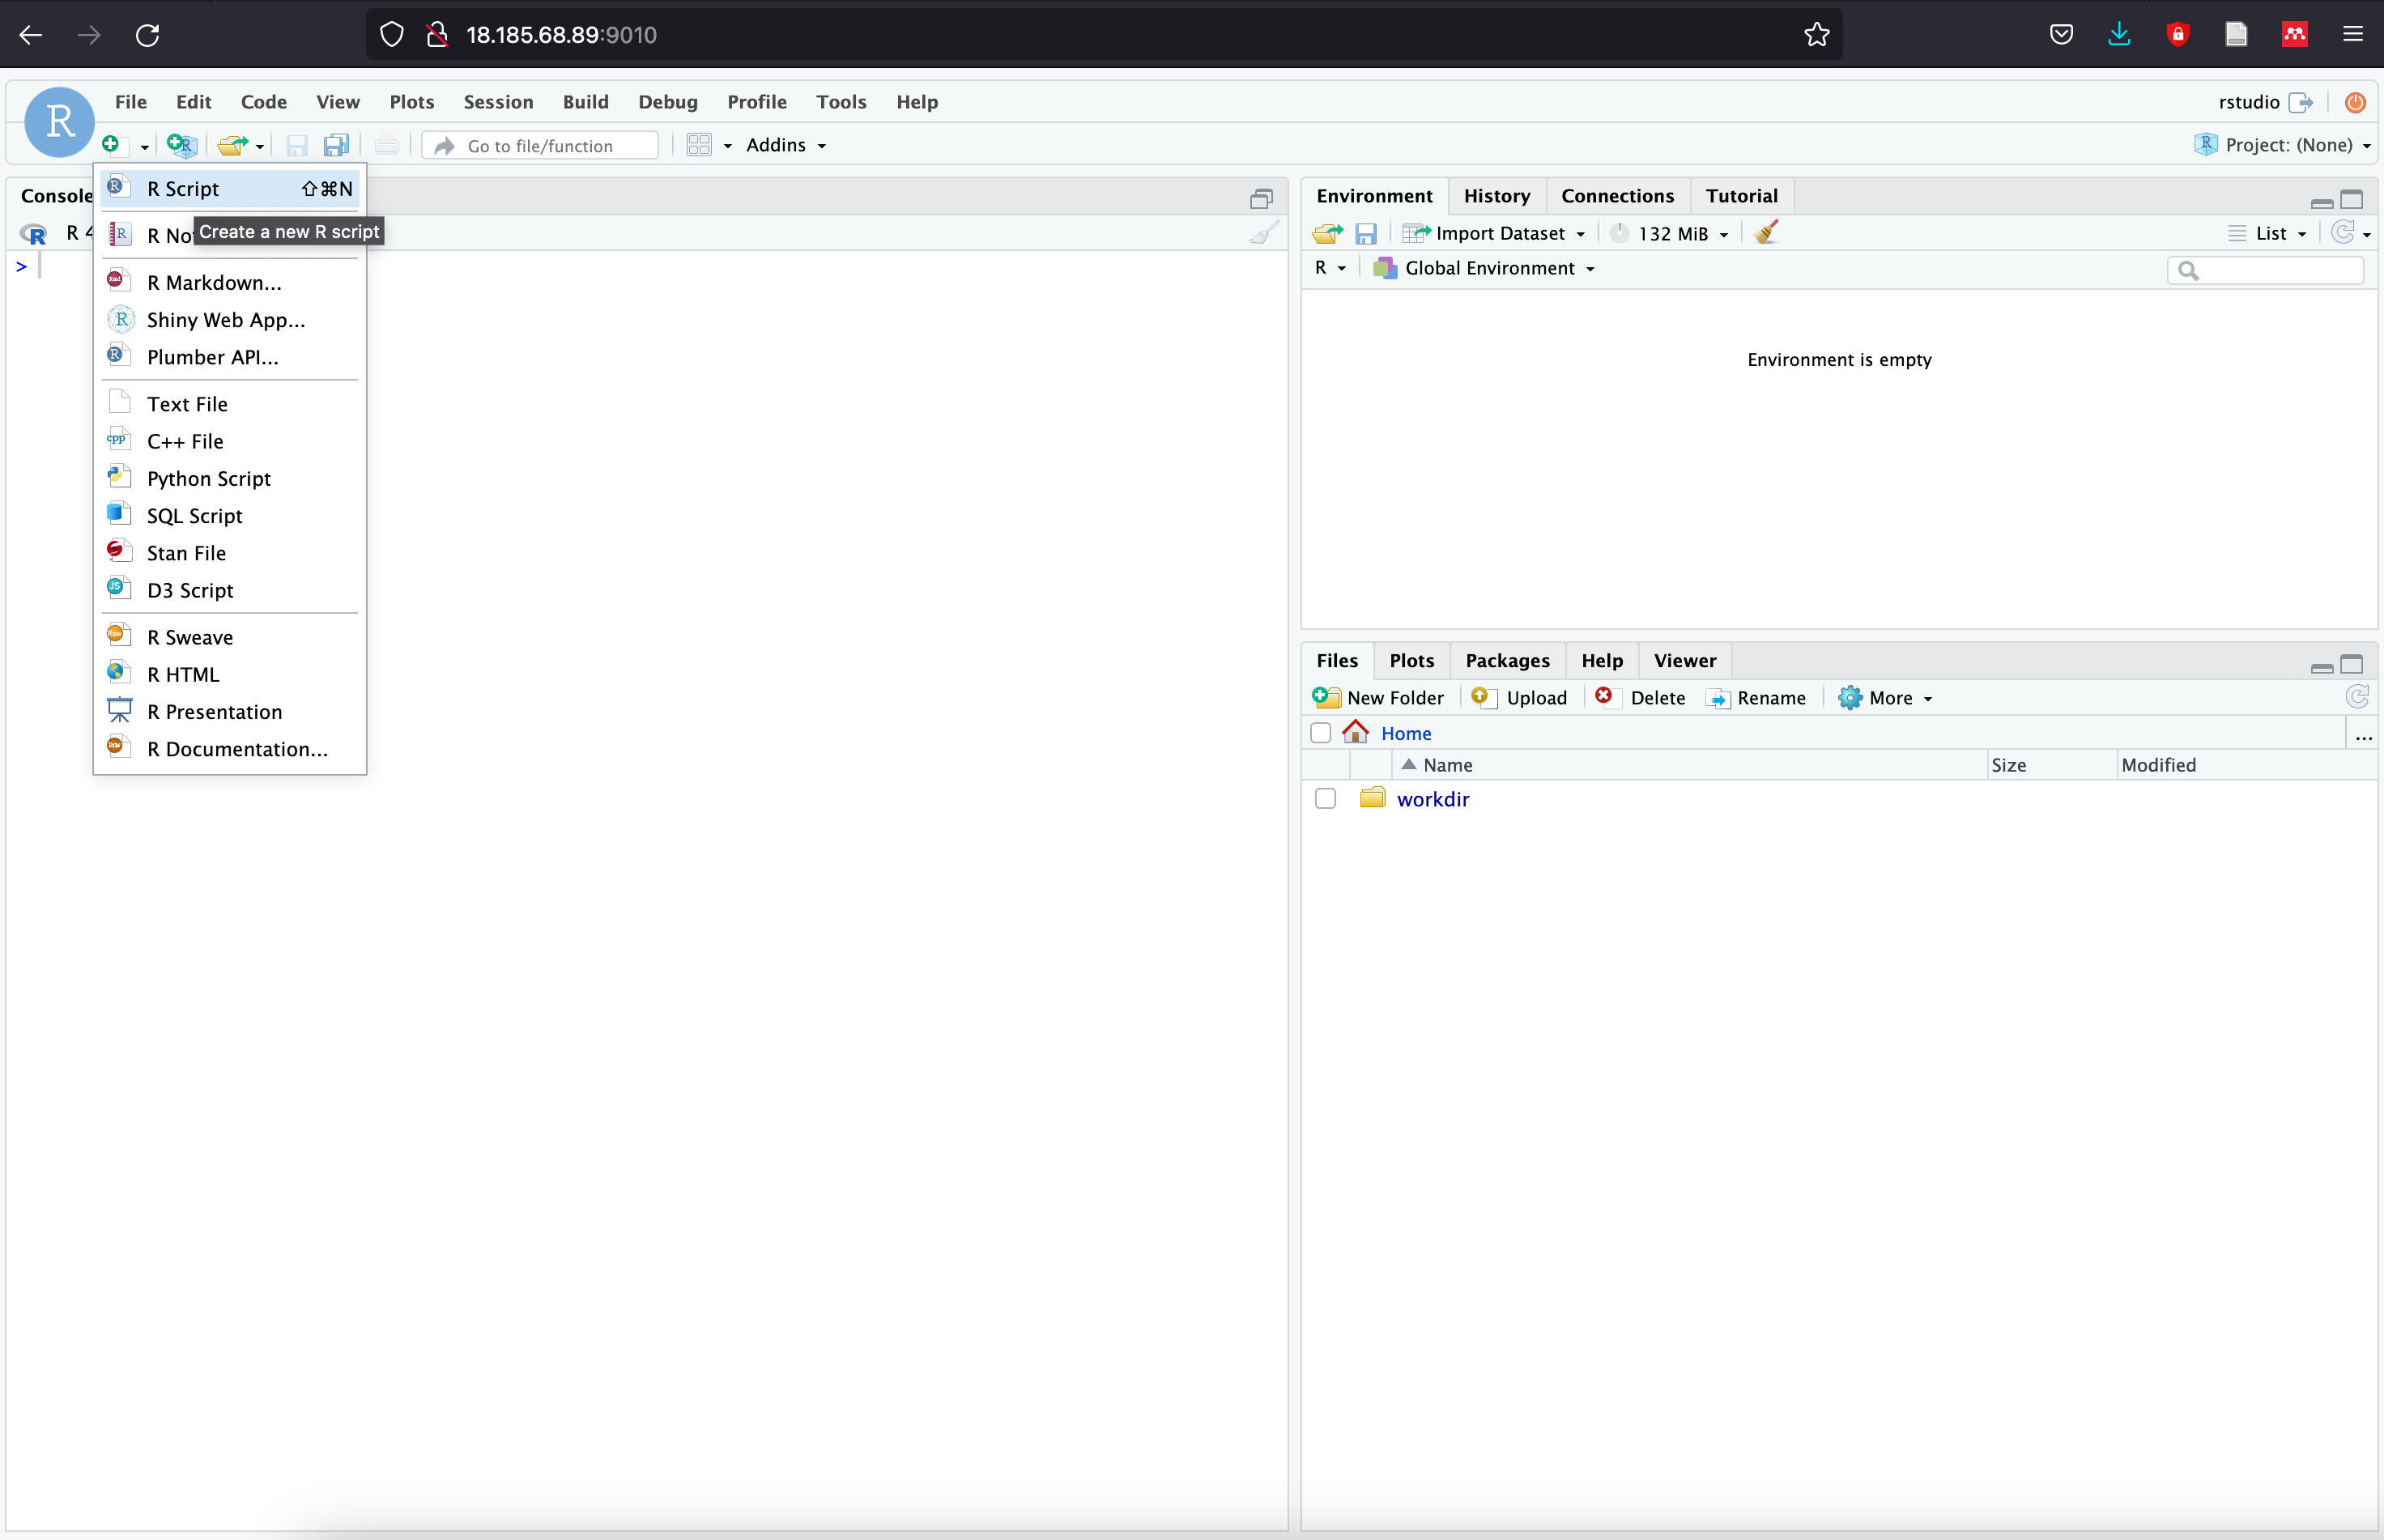 18.185.68.89:9010
R
File Edit Code View Plots Session Build Debug Profile Tools Help
rstudio
Go to file/function
Addins
Project: (None)
R Script ⇧⌘N
Create a new R script
R Markdown...
Shiny Web App...
Plumber API...
Text File
C++ File
Python Script
SQL Script
Stan File
D3 Script
R Sweave
R HTML
R Presentation
R Documentation...
Console
R 4
>
Environment History Connections Tutorial
Import Dataset 132 MiB List
R Global Environment
Environment is empty
Files Plots Packages Help Viewer
New Folder Upload Delete Rename More
Home ...
Name Size Modified
workdir